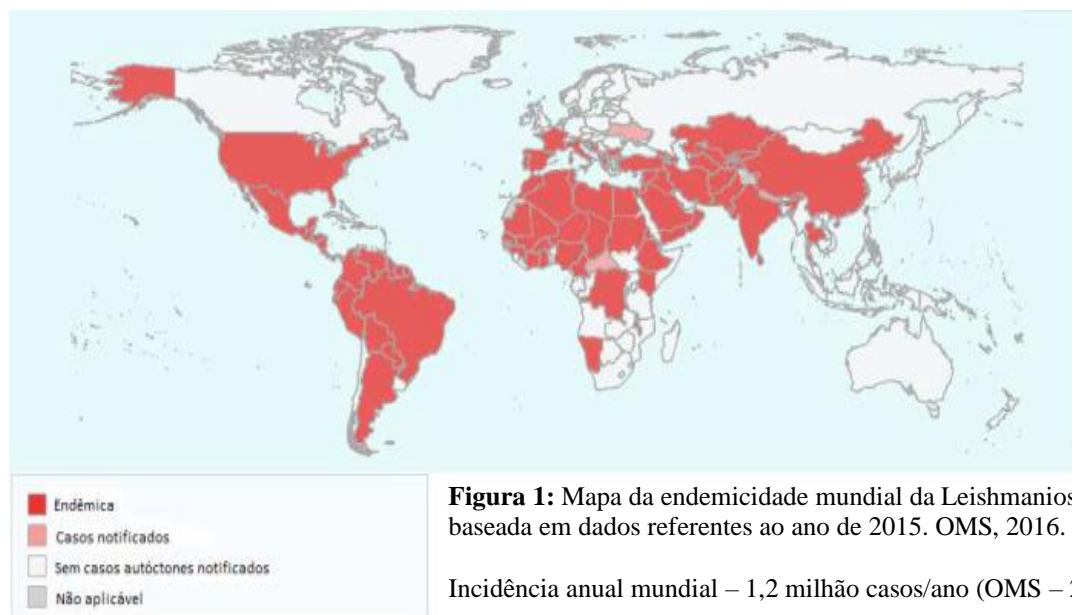 Endêmica
Casos notificados
Sem casos autóctones notificados
Não aplicável
Figura 1: Mapa da endemicidade mundial da Leishmanios
baseada em dados referentes ao ano de 2015. OMS, 2016.
Incidência anual mundial – 1,2 milhão casos/ano (OMS –